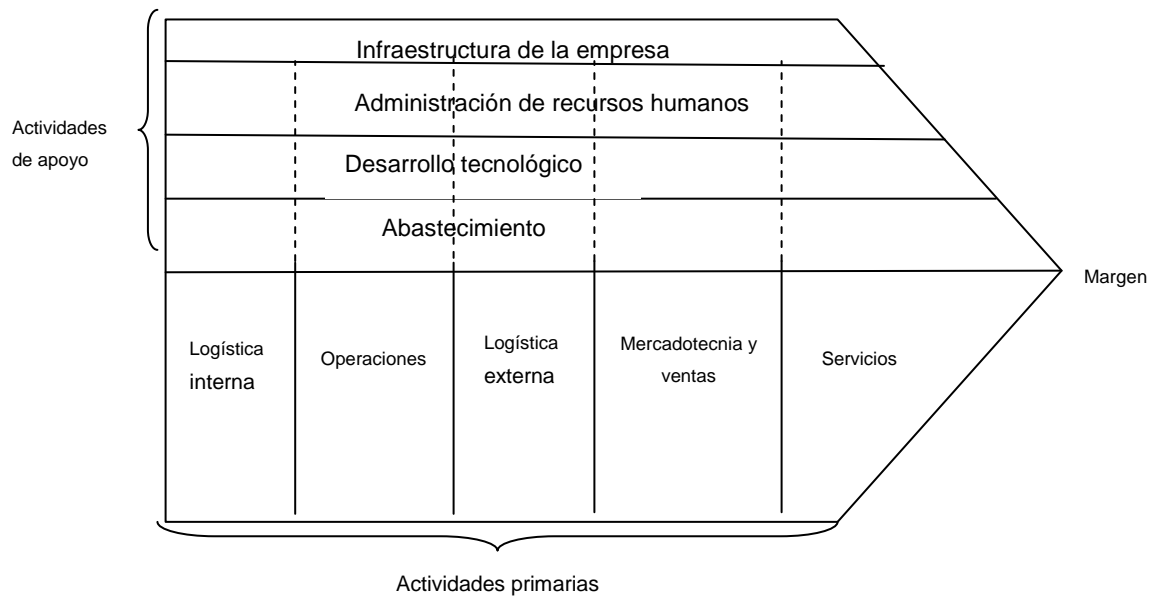 Infraestructura de la empresa
Administración de recursos humanos
Actividades
de apoyo
Desarrollo tecnológico
Abastecimiento
Margen
Logística
interna
Operaciones
Logística
externa
Mercadotecnia y
ventas
Servicios
Actividades primarias